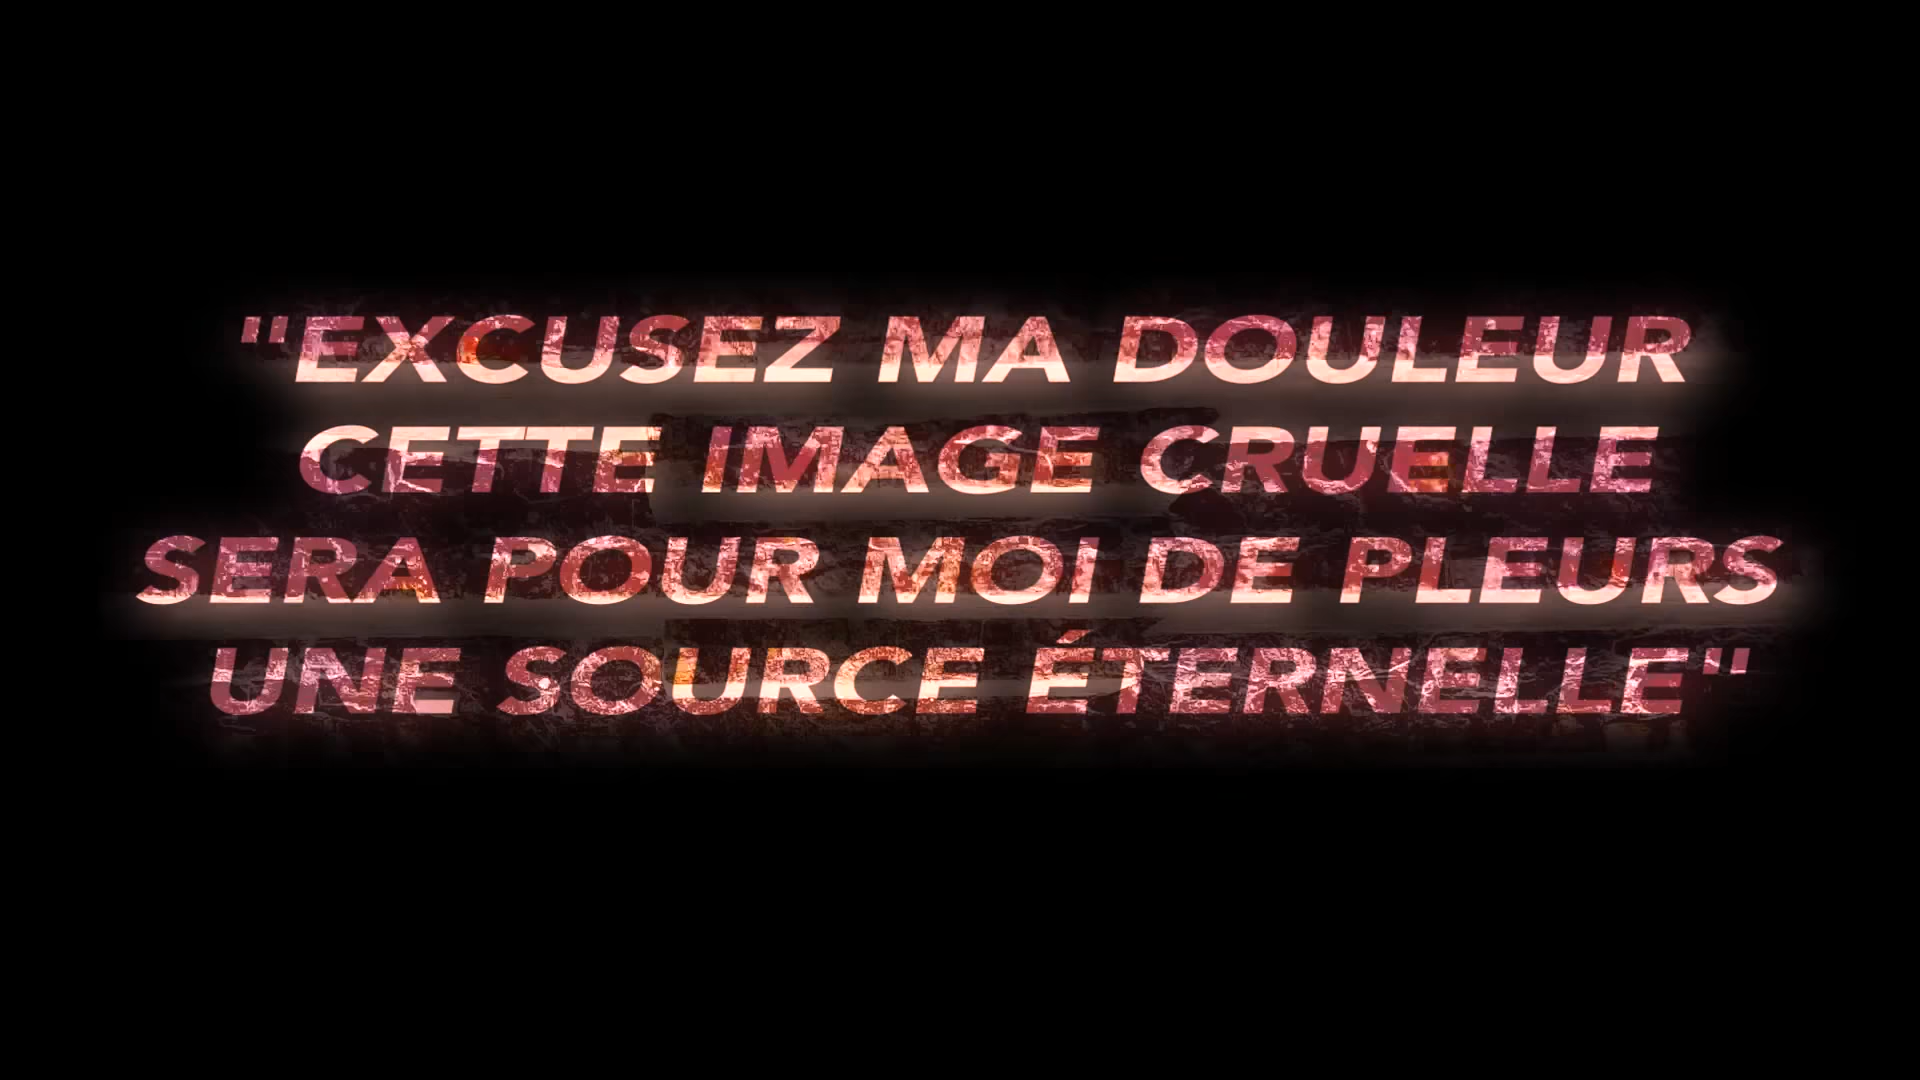 "EXCUSEZ MA DOULEUR
CETTE IMAGE CRUELLE
SERA POUR MOI DE PLEURS
UNE SOURCE ÉTERNELLE"